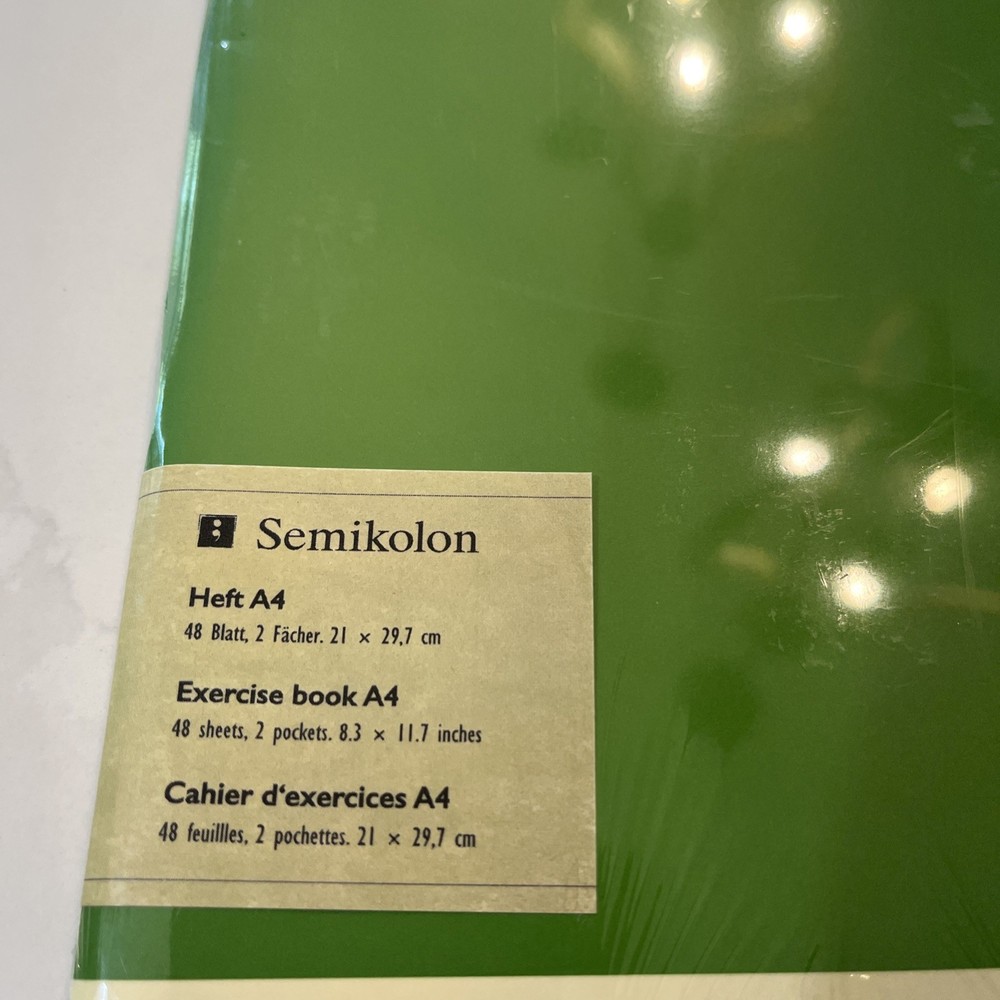 ; Semikolon
Heft A4
48 Blatt, 2 Fächer. 21 × 29,7 cm
Exercise book A4
48 sheets, 2 pockets. 8.3 × 11.7 inches
Cahier d‘exercices A4
48 feuillles, 2 pochettes. 21 × 29,7 cm